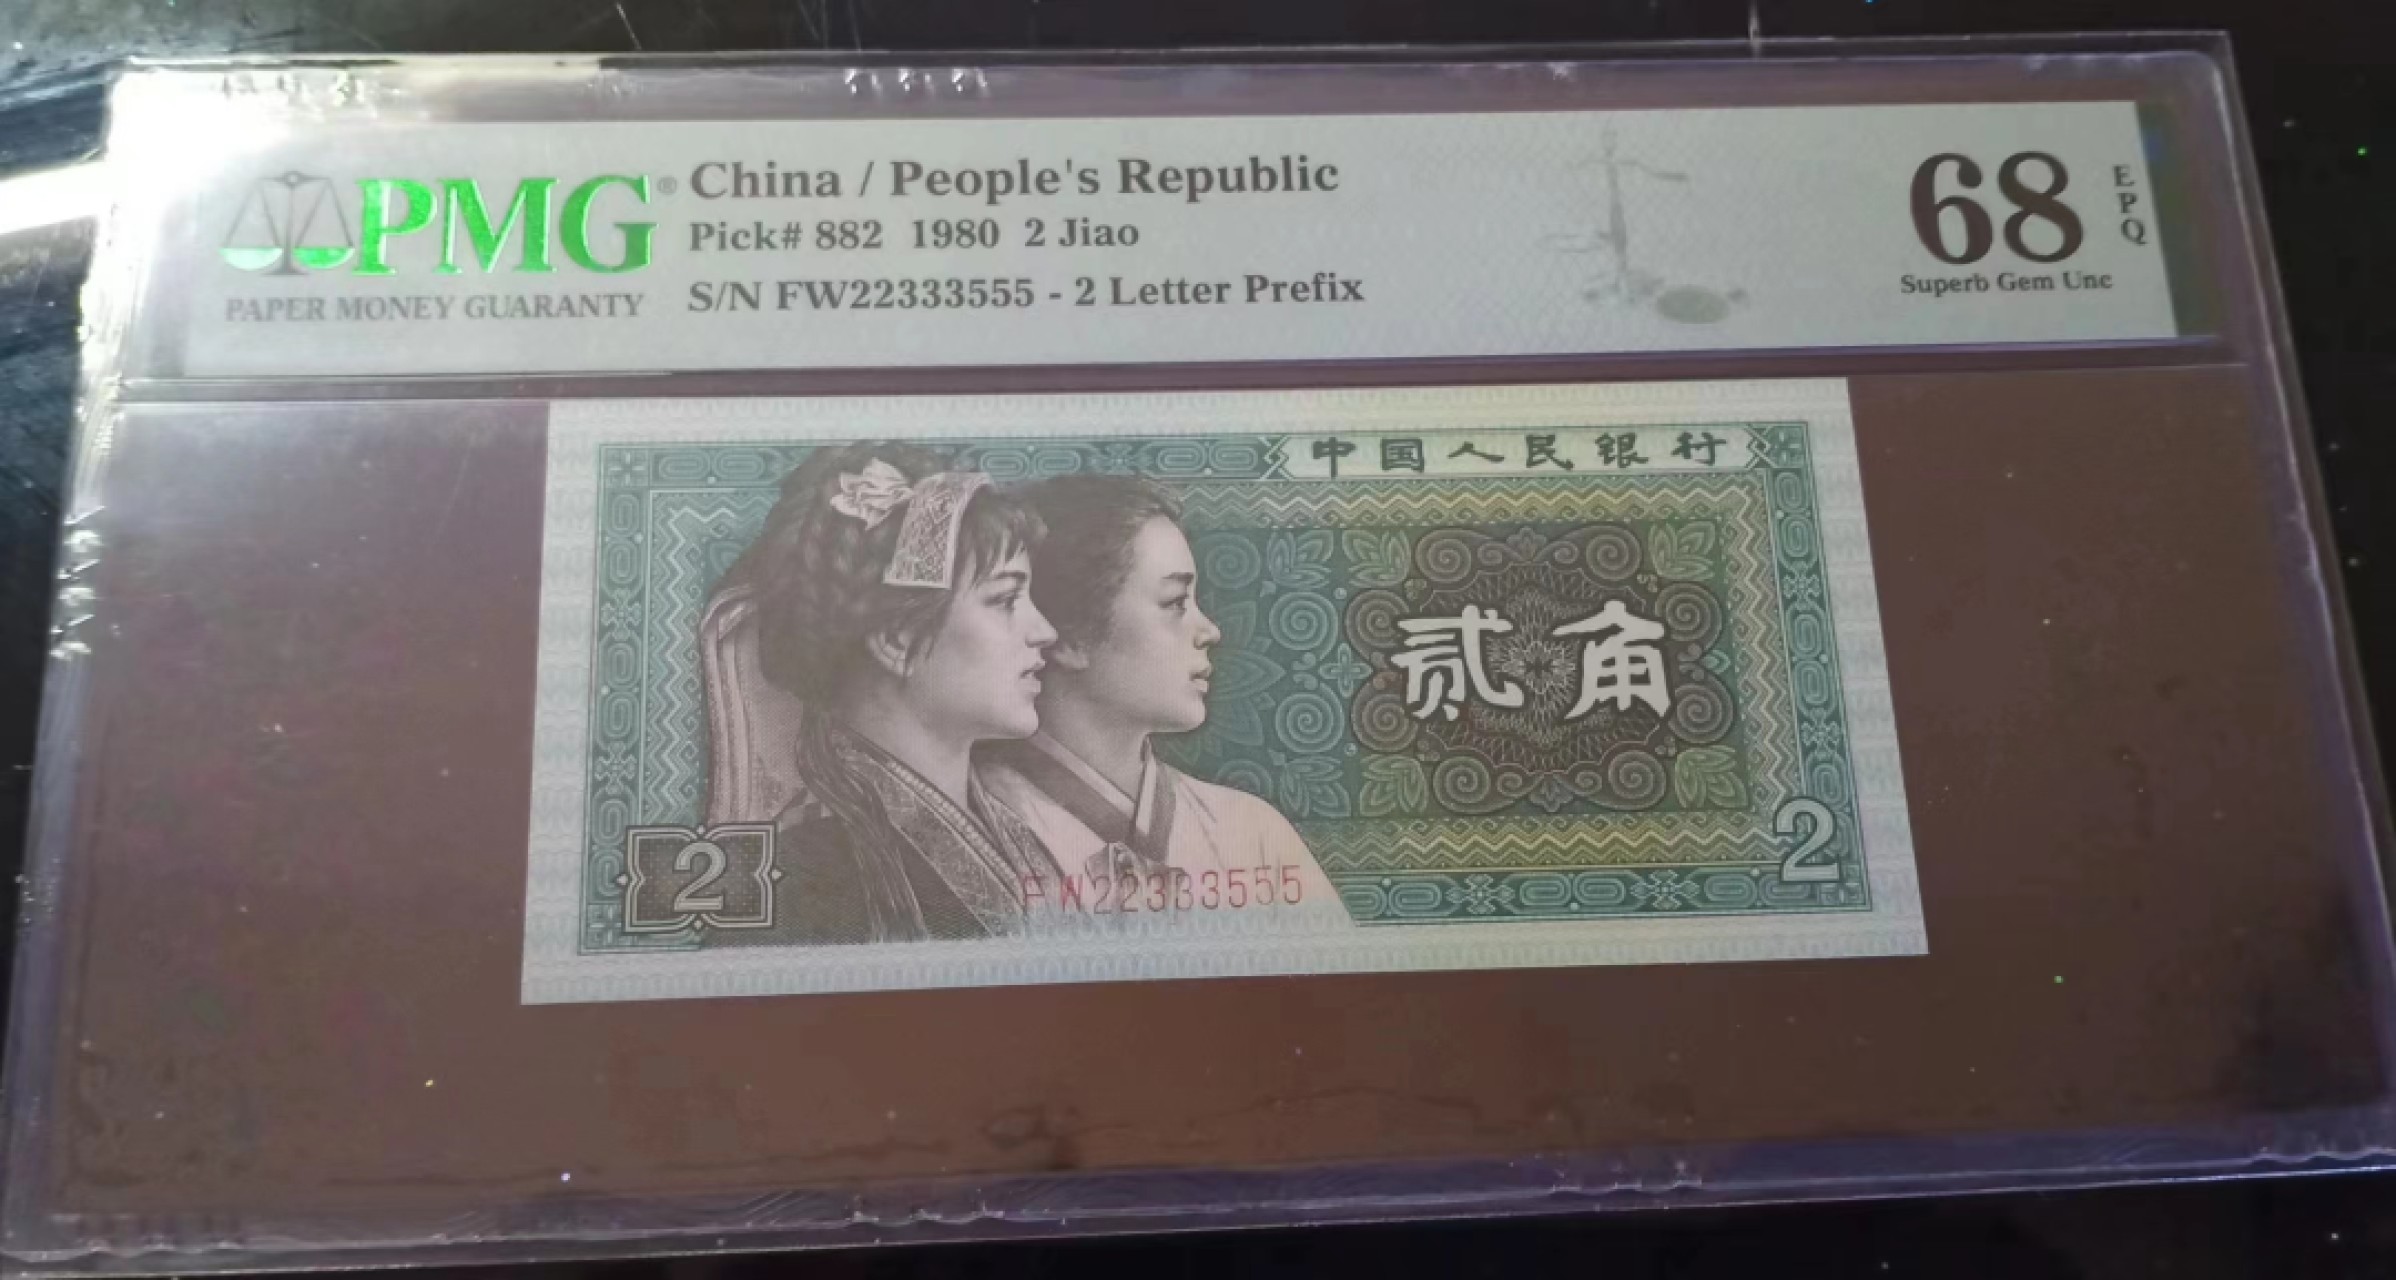 PMG®
PAPER MONEY GUARANTY
China / People's Republic
Pick# 882 1980 2 Jiao
S/N FW22333555 - 2 Letter Prefix
68
EPQ
Superb Gem Unc
中国人民银行
贰角
2
2
FW22333555